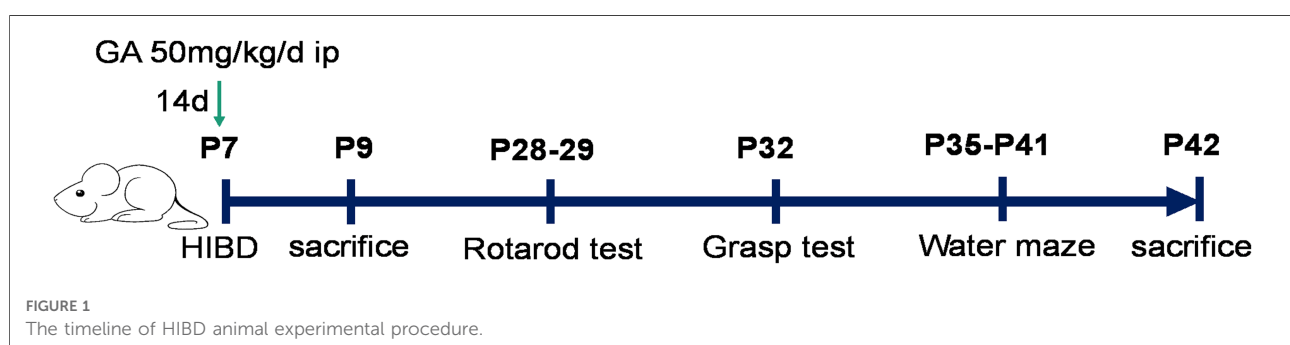 GA 50mg/kg/d ip
14d
P7 P9 P28-29 P32 P35-P41 P42
HIBD sacrifice Rotarod test Grasp test Water maze sacrifice
FIGURE 1
The timeline of HIBD animal experimental procedure.